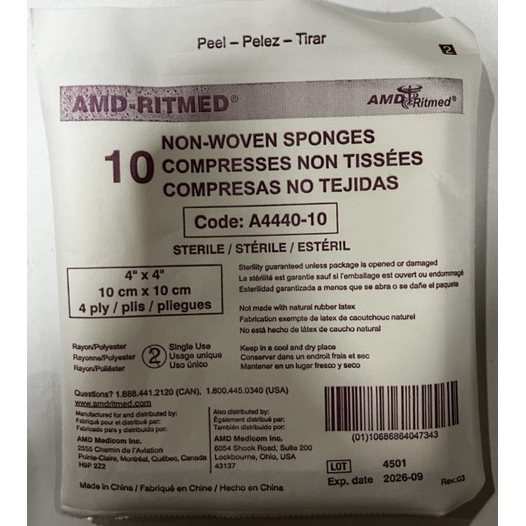 Peel – Pelez – Tirar
2
AMD-RITMED®
AMD Ritmed®
10
NON-WOVEN SPONGES
COMPRESSES NON TISSÉES
COMPRESAS NO TEJIDAS
Code: A4440-10
STERILE / STÉRILE / ESTÉRIL
4" x 4"
10 cm x 10 cm
4 ply / plis / pliegues
Sterility guaranteed unless package is opened or damaged
La stérilité est garantie sauf si l'emballage est ouvert ou endommagé
Esterilidad garantizada a menos que se abra o se dañe el paquete
Not made with natural rubber latex
Fabrication exempte de latex de caoutchouc naturel
No está hecho de látex de caucho natural
Rayon/Polyester
Rayonne/Polyester
Rayon/Poliéster
2
Single Use
Usage unique
Uso único
Keep in a cool and dry place
Conserver dans un endroit frais et sec
Mantener en un lugar fresco y seco
Questions? 1.888.441.2120 (CAN), 1.800.445.0340 (USA)
www.amdritmed.com
Manufactured for and distributed by:
Fabriqué pour et distribué par:
Fabricado para y distribuido por:
AMD Medicom Inc.
2555 Chemin de l'Aviation
Pointe-Claire, Montréal, Québec, Canada
H9P 2Z2
Also distributed by:
Également distribué par:
También distribuido por:
AMD Medicom Inc.
6054 Shook Road, Suite 200
Lockbourne, Ohio, USA
43137
(01)10686864047343
LOT 4501
Exp. date 2026-09
Rev.:03
Made in China / Fabriqué en Chine / Hecho en China